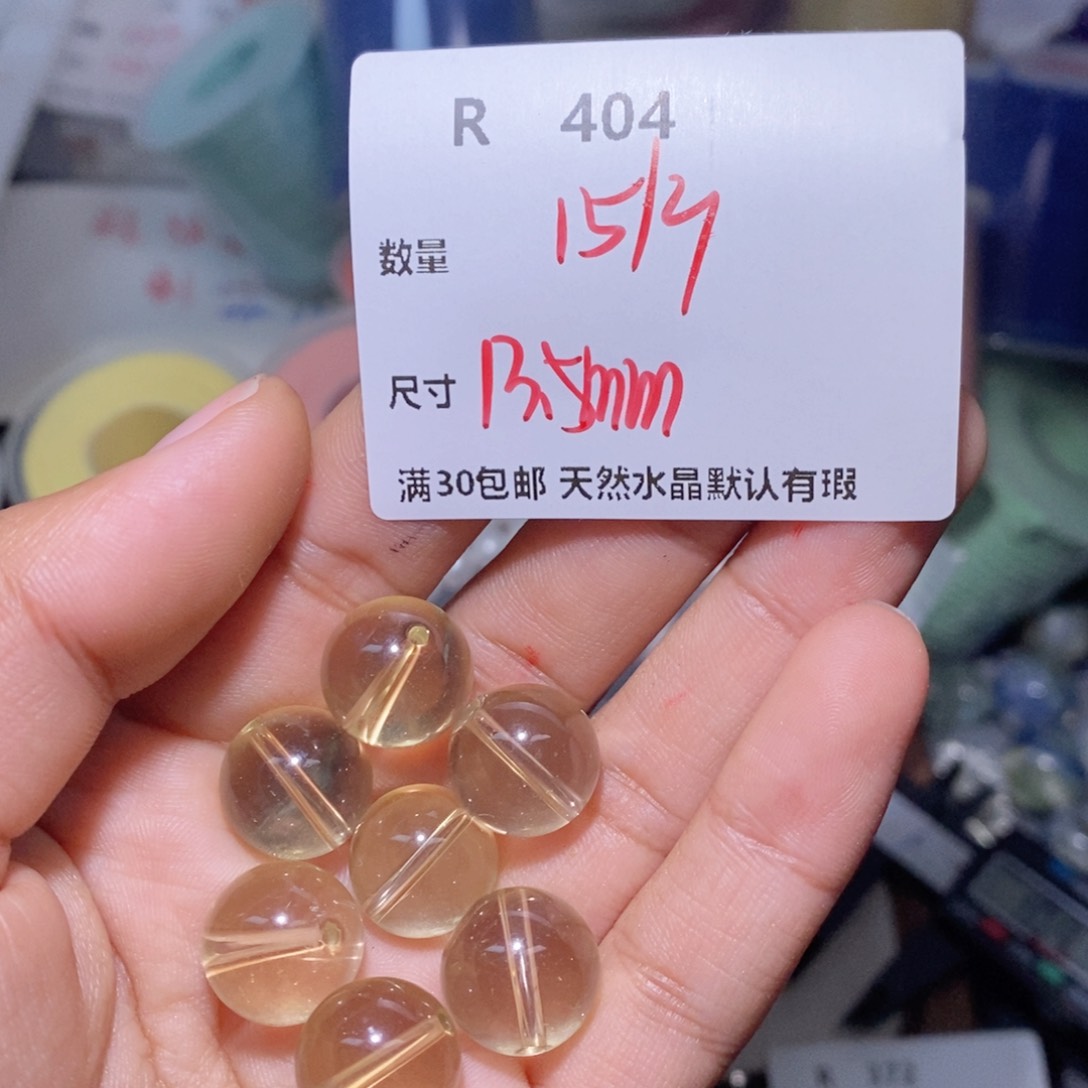 R 404
数量 15/y
尺寸 13.5mm
满30包邮 天然水晶默认有瑕